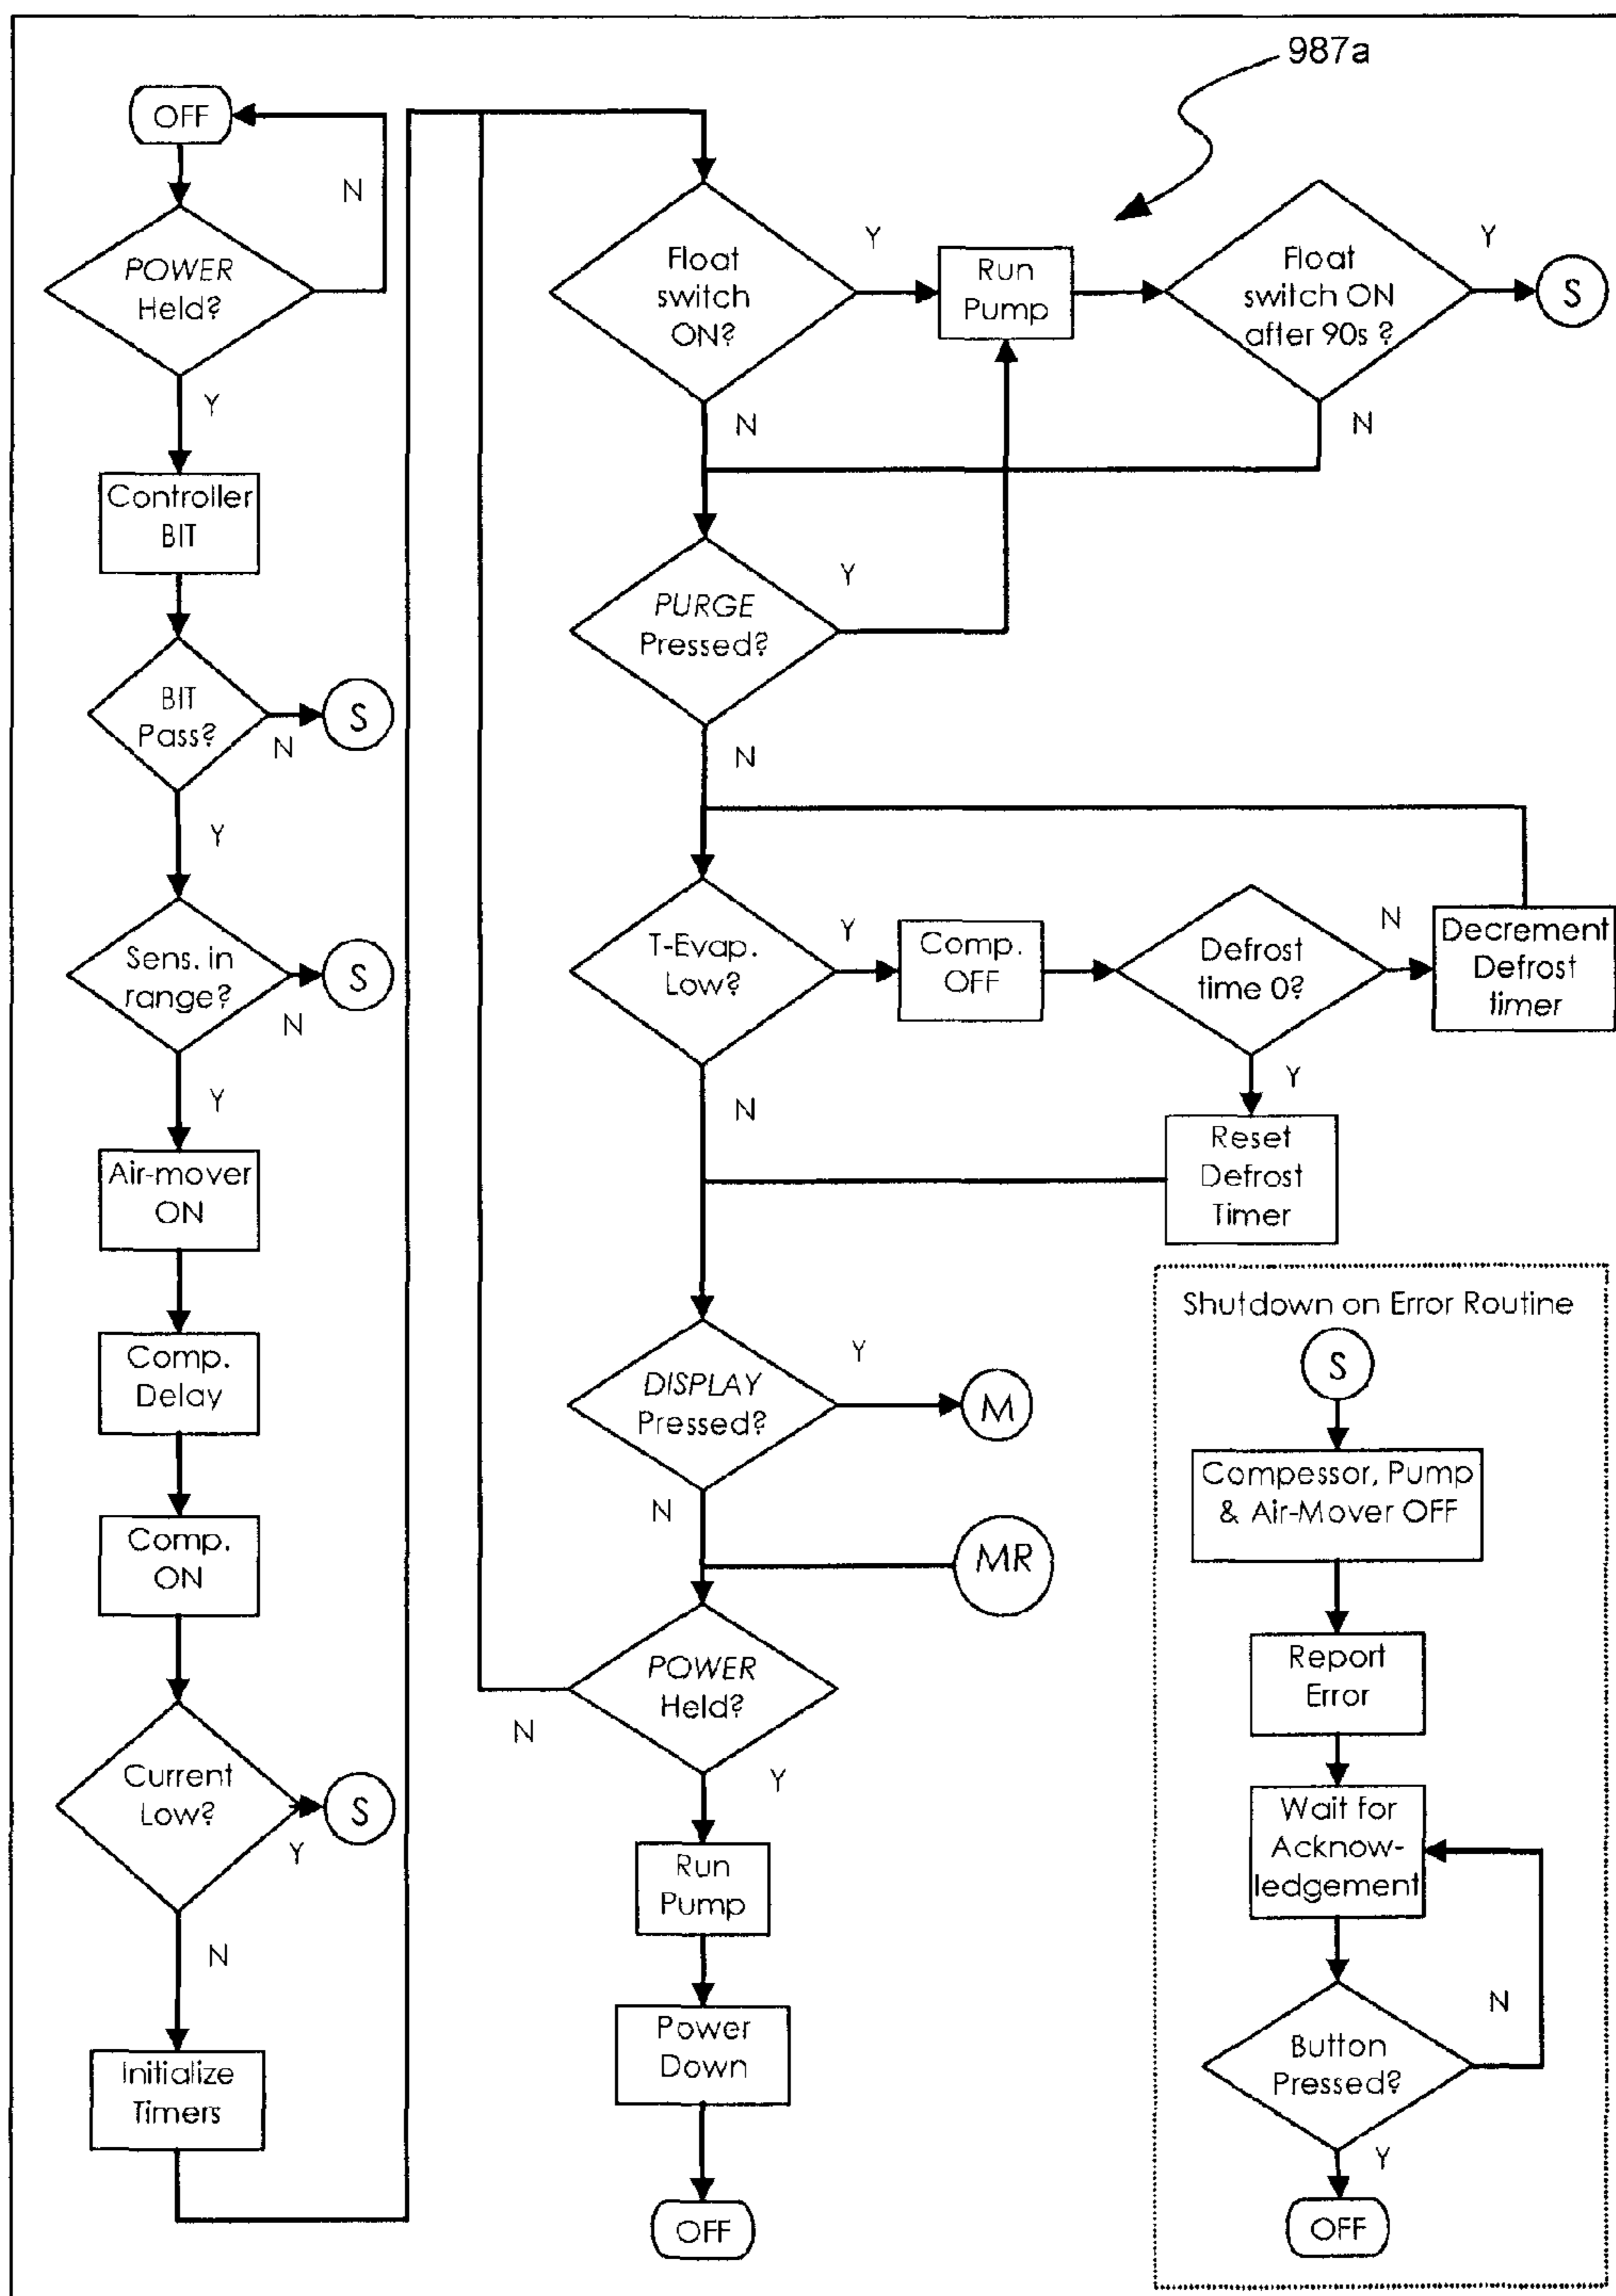 987a
OFF
N
POWER
Held?
Y
Controller
BIT
BIT
Pass?
N
S
Y
Sens. in
range?
N
S
Y
Air-mover
ON
Comp.
Delay
Comp.
ON
Current
Low?
Y
S
N
Initialize
Timers
Float
switch
ON?
Y
Run
Pump
Float
switch ON
after 90s ?
Y
S
N
N
PURGE
Pressed?
Y
N
T-Evap.
Low?
Y
Comp.
OFF
Defrost
time 0?
N
Decrement
Defrost
timer
Y
Reset
Defrost
Timer
N
DISPLAY
Pressed?
Y
M
N
MR
POWER
Held?
N
Y
Run
Pump
Power
Down
OFF
Shutdown on Error Routine
S
Compessor, Pump
& Air-Mover OFF
Report
Error
Wait for
Acknow-
ledgement
Button
Pressed?
N
Y
OFF